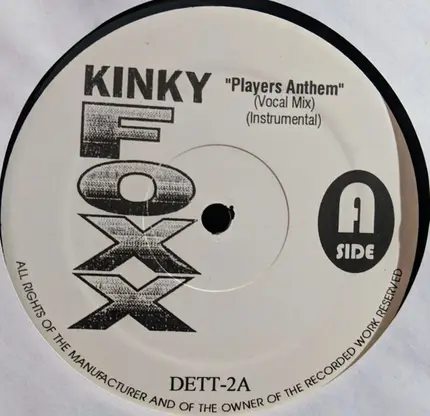 KINKY
FOXX
"Players Anthem"
(Vocal Mix)
(Instrumental)
A
SIDE
DETT-2A
ALL RIGHTS OF THE MANUFACTURER AND OF THE OWNER OF THE RECORDED WORK RESERVED